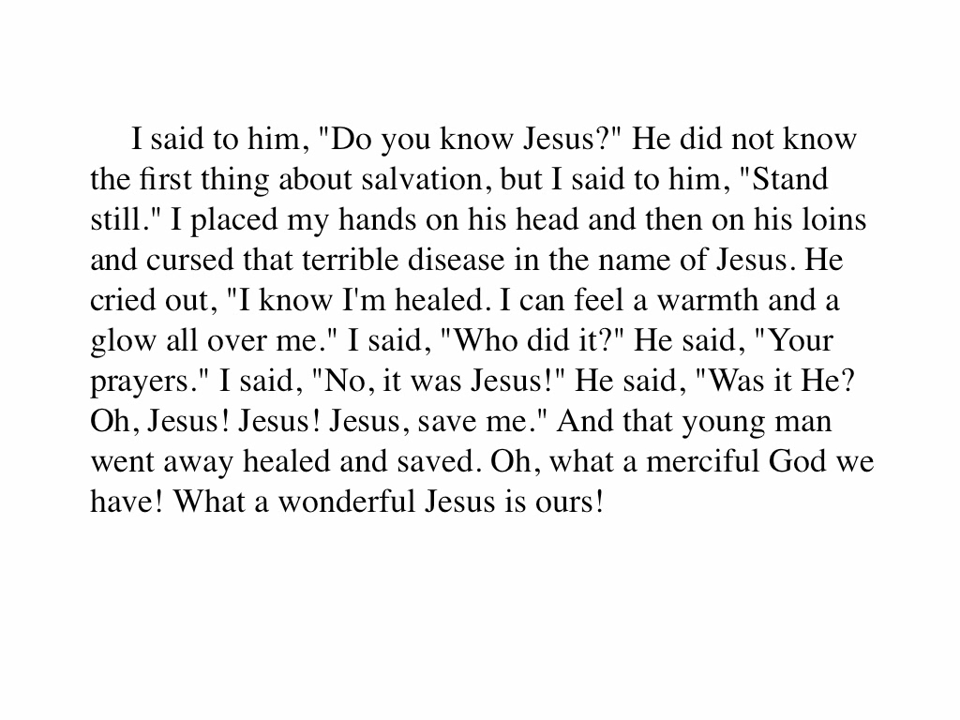 I said to him, "Do you know Jesus?" He did not know
the first thing about salvation, but I said to him, "Stand
still." I placed my hands on his head and then on his loins
and cursed that terrible disease in the name of Jesus. He
cried out, "I know I'm healed. I can feel a warmth and a
glow all over me." I said, "Who did it?" He said, "Your
prayers." I said, "No, it was Jesus!" He said, "Was it He?
Oh, Jesus! Jesus! Jesus, save me." And that young man
went away healed and saved. Oh, what a merciful God we
have! What a wonderful Jesus is ours!